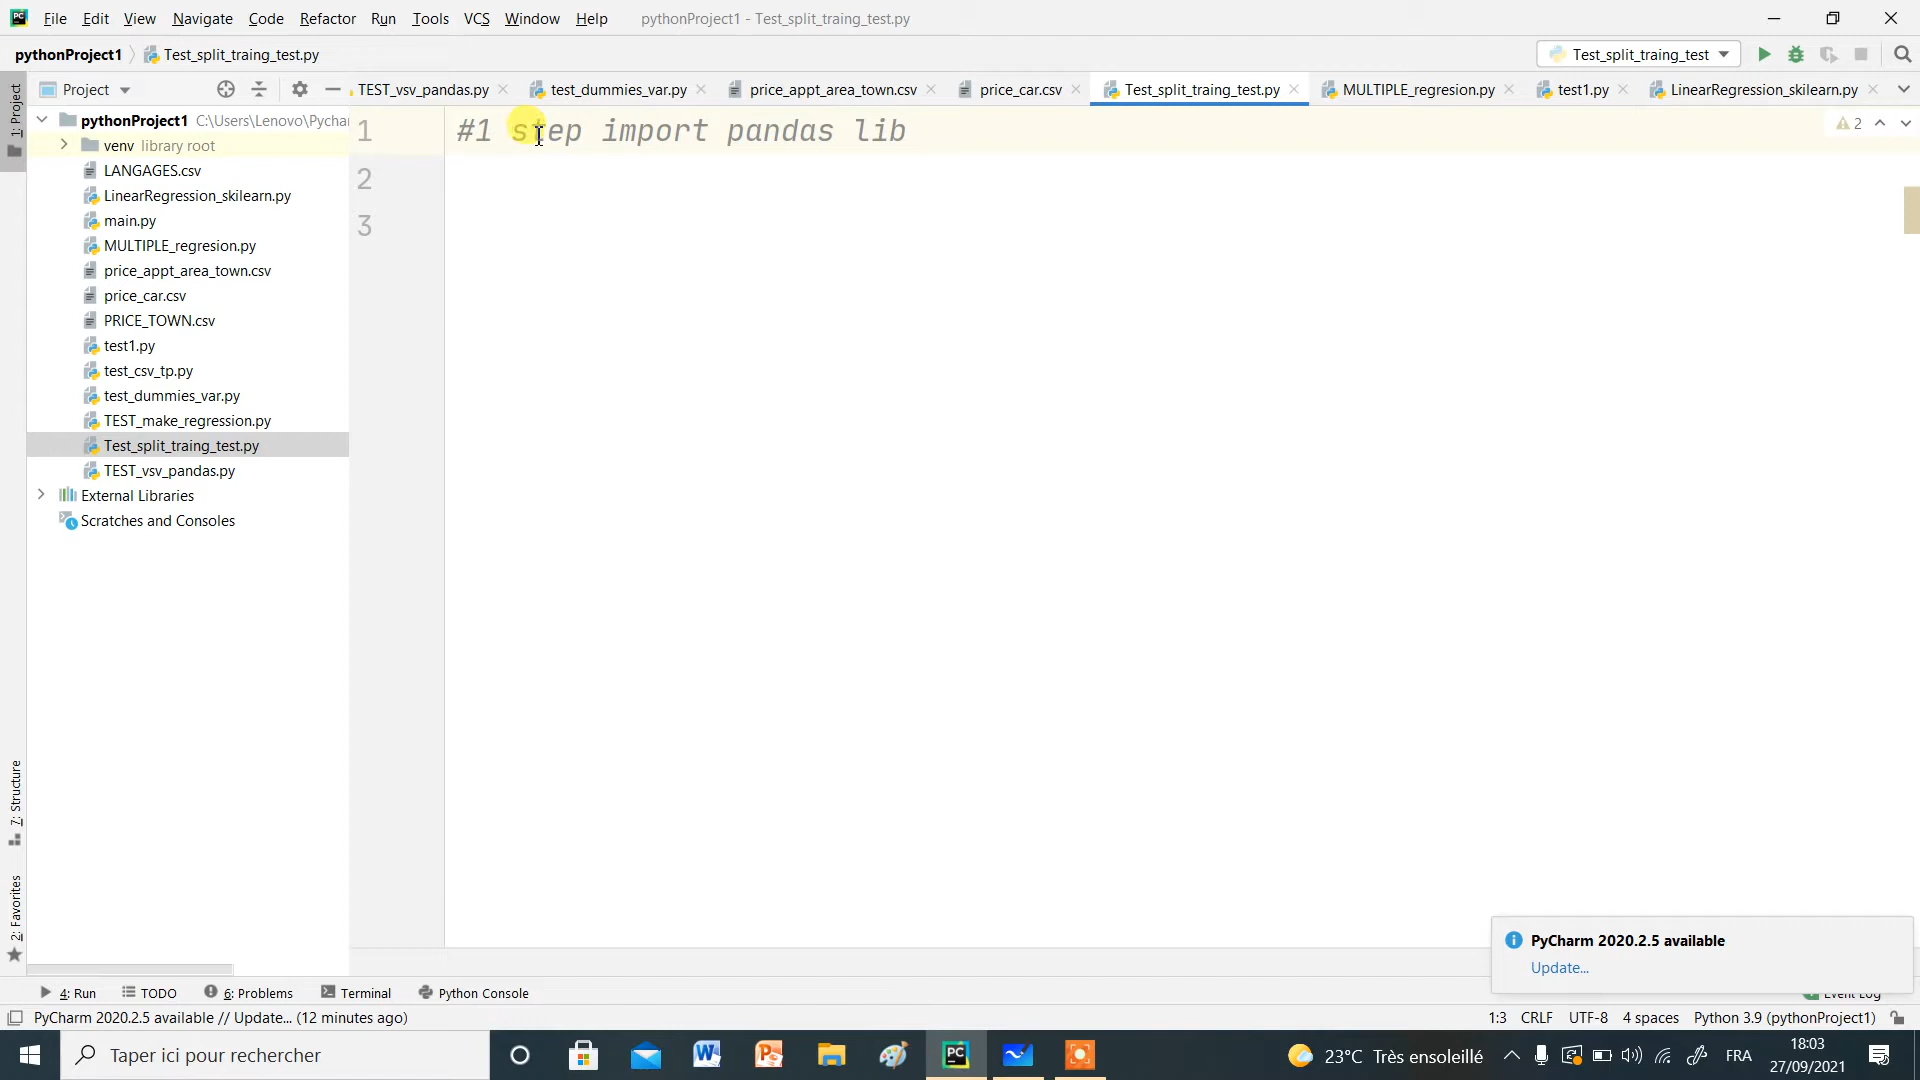 File Edit View Navigate Code Refactor Run Tools VCS Window Help pythonProject1 - Test_split_traing_test.py
pythonProject1 Test_split_traing_test.py Test_split_traing_test
Project TEST_vsv_pandas.py test_dummies_var.py price_appt_area_town.csv price_car.csv Test_split_traing_test.py MULTIPLE_regresion.py test1.py LinearRegression_skilearn.py
1: Project
pythonProject1 C:\Users\Lenovo\Pychar
venv library root
LANGAGES.csv
LinearRegression_skilearn.py
main.py
MULTIPLE_regresion.py
price_appt_area_town.csv
price_car.csv
PRICE_TOWN.csv
test1.py
test_csv_tp.py
test_dummies_var.py
TEST_make_regression.py
Test_split_traing_test.py
TEST_vsv_pandas.py
External Libraries
Scratches and Consoles
1 #1 step import pandas lib
2
3
2
7: Structure
2: Favorites
PyCharm 2020.2.5 available
Update...
4: Run TODO 6: Problems Terminal Python Console Event Log
PyCharm 2020.2.5 available // Update... (12 minutes ago) 1:3 CRLF UTF-8 4 spaces Python 3.9 (pythonProject1)
Taper ici pour rechercher 23°C Très ensoleillé FRA 18:03
27/09/2021